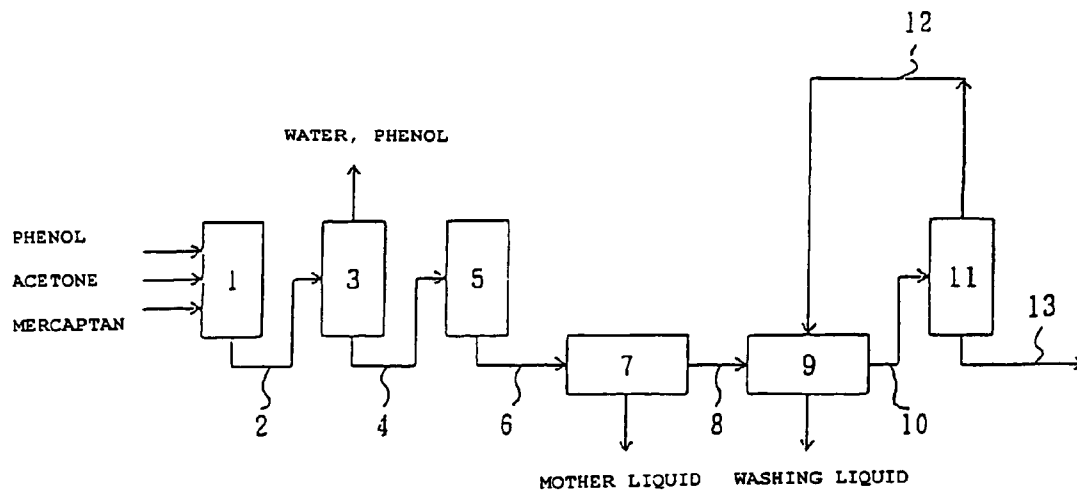 12
WATER, PHENOL
PHENOL
ACETONE
MERCAPTAN
1
3
5
11
13
7
9
2
4
6
8
10
MOTHER LIQUID
WASHING LIQUID